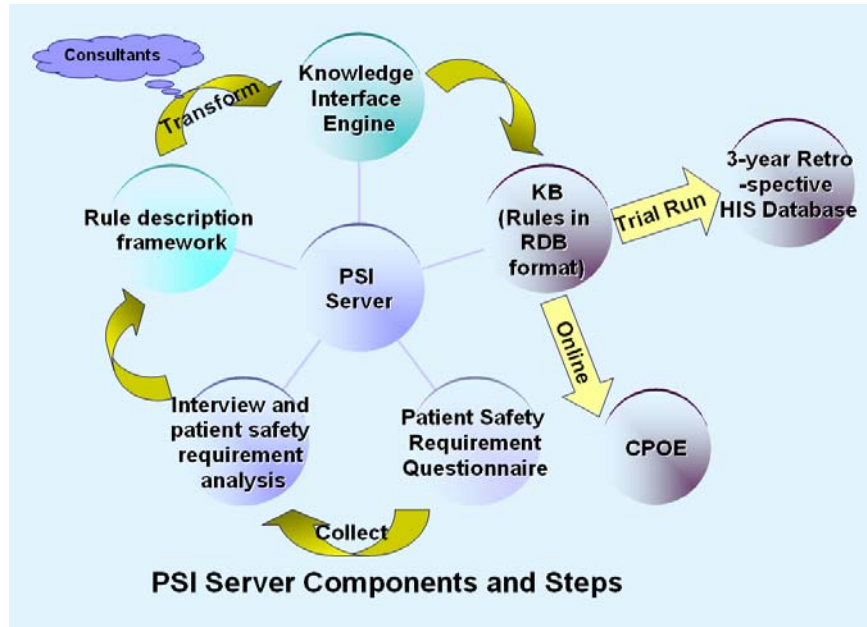 Consultants
Transform
Knowledge
Interface
Engine
3-year Retro
-spective
HIS Database
Rule description
framework
KB
(Rules in
RDB
format)
Trial Run
PSI
Server
Online
Interview and
patient safety
requirement
analysis
Patient Safety
Requirement
Questionnaire
CPOE
Collect
PSI Server Components and Steps